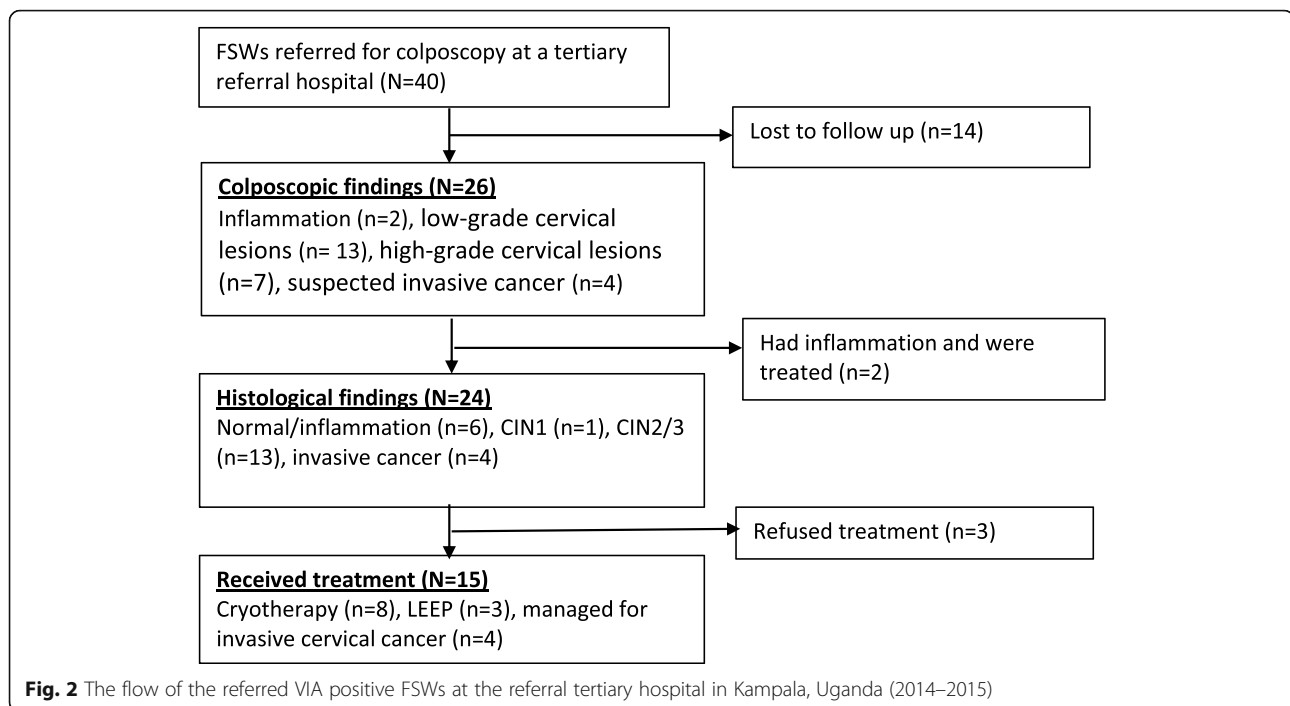 FSWs referred for colposcopy at a tertiary
referral hospital (N=40)
Lost to follow up (n=14)
Colposcopic findings (N=26)
Inflammation (n=2), low-grade cervical
lesions (n= 13), high-grade cervical lesions
(n=7), suspected invasive cancer (n=4)
Had inflammation and were
treated (n=2)
Histological findings (N=24)
Normal/inflammation (n=6), CIN1 (n=1), CIN2/3
(n=13), invasive cancer (n=4)
Refused treatment (n=3)
Received treatment (N=15)
Cryotherapy (n=8), LEEP (n=3), managed for
invasive cervical cancer (n=4)
Fig. 2 The flow of the referred VIA positive FSWs at the referral tertiary hospital in Kampala, Uganda (2014–2015)